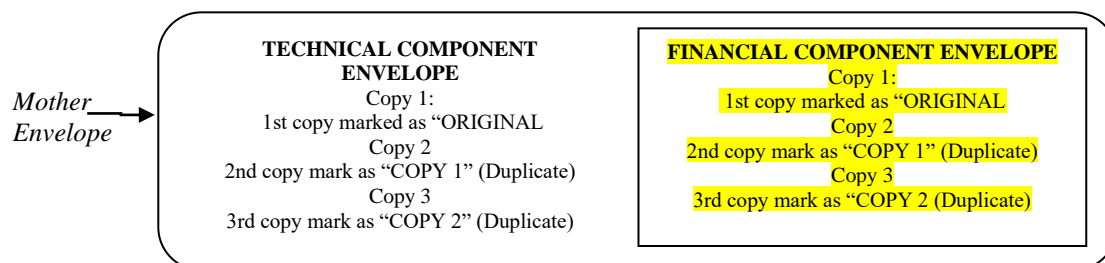 Mother
Envelope
TECHNICAL COMPONENT
ENVELOPE
Copy 1:
1st copy marked as “ORIGINAL
Copy 2
2nd copy mark as “COPY 1” (Duplicate)
Copy 3
3rd copy mark as “COPY 2” (Duplicate)
FINANCIAL COMPONENT ENVELOPE
Copy 1:
1st copy marked as “ORIGINAL
Copy 2
2nd copy mark as “COPY 1” (Duplicate)
Copy 3
3rd copy mark as “COPY 2 (Duplicate)